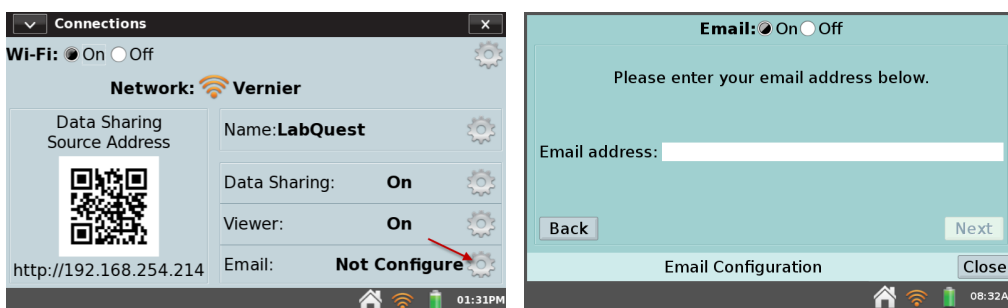 Connections
x
Wi-Fi: On Off
Network: Vernier
Data Sharing
Source Address
http://192.168.254.214
Name:LabQuest
Data Sharing: On
Viewer: On
Email: Not Configure
01:31PM
Email: On Off
Please enter your email address below.
Email address:
Back
Next
Email Configuration
Close
08:32A